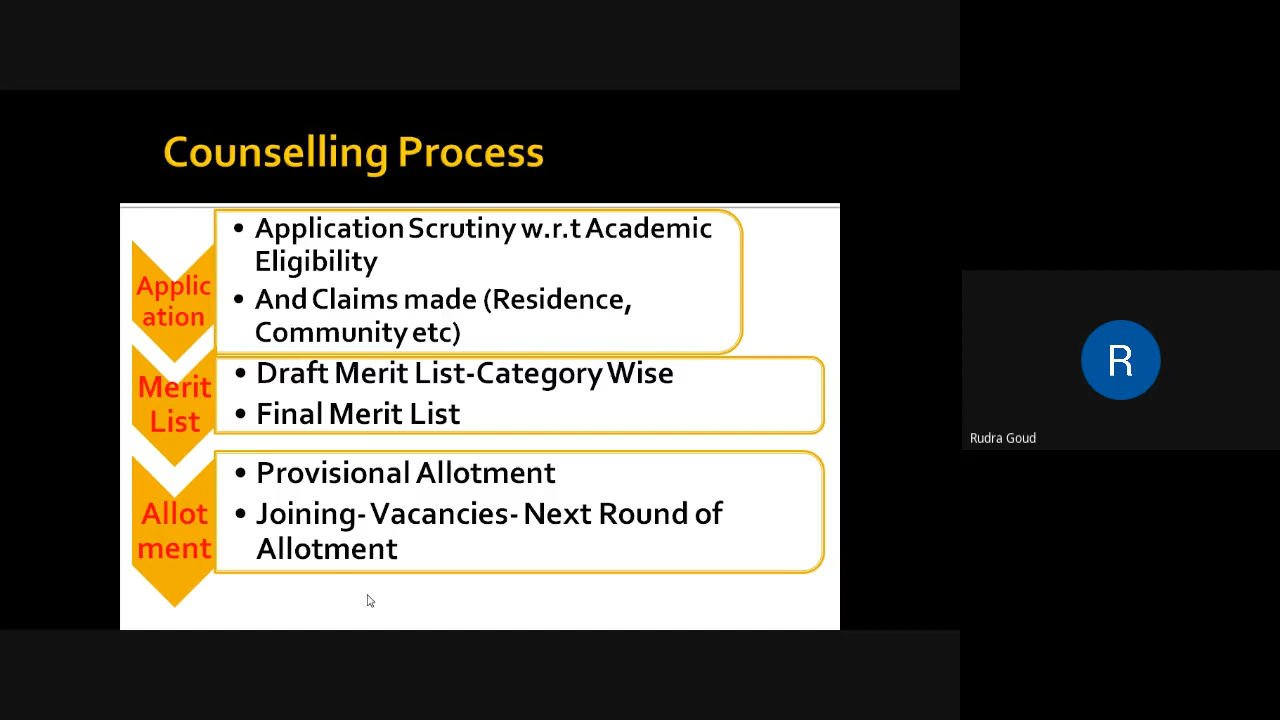 Counselling Process
Applic
ation
• Application Scrutiny w.r.t Academic
Eligibility
• And Claims made (Residence,
Community etc)
Merit
List
• Draft Merit List-Category Wise
• Final Merit List
Allot
ment
• Provisional Allotment
• Joining- Vacancies- Next Round of
Allotment
R
Rudra Goud